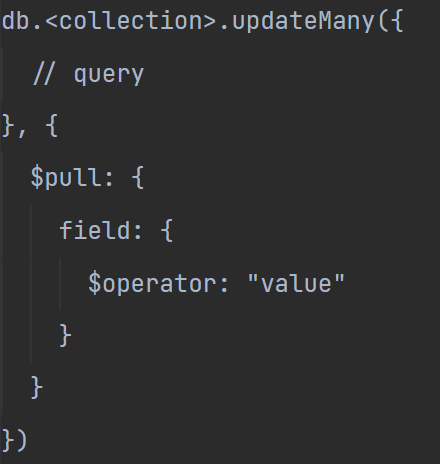 db.<collection>.updateMany({
  // query
}, {
  $pull: {
    field: {
      $operator: "value"
    }
  }
})